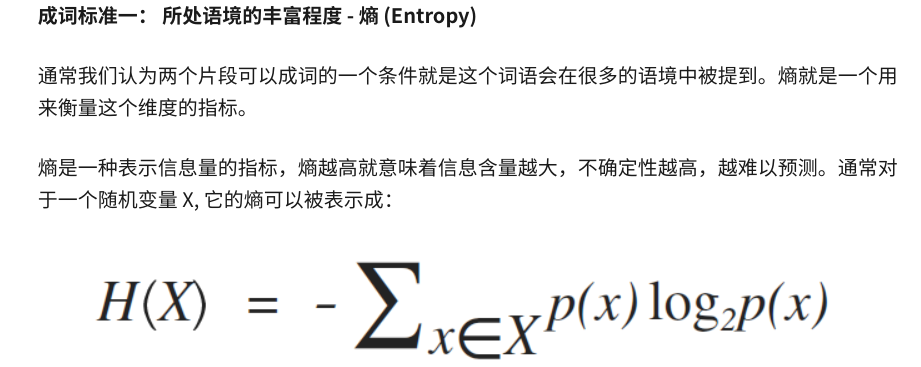 成词标准一： 所处语境的丰富程度 - 熵 (Entropy)
通常我们认为两个片段可以成词的一个条件就是这个词语会在很多的语境中被提到。熵就是一个用
来衡量这个维度的指标。
熵是一种表示信息量的指标，熵越高就意味着信息含量越大，不确定性越高，越难以预测。通常对
于一个随机变量 X, 它的熵可以被表示成：
H(X) = - ∑x∈X p(x) log₂p(x)